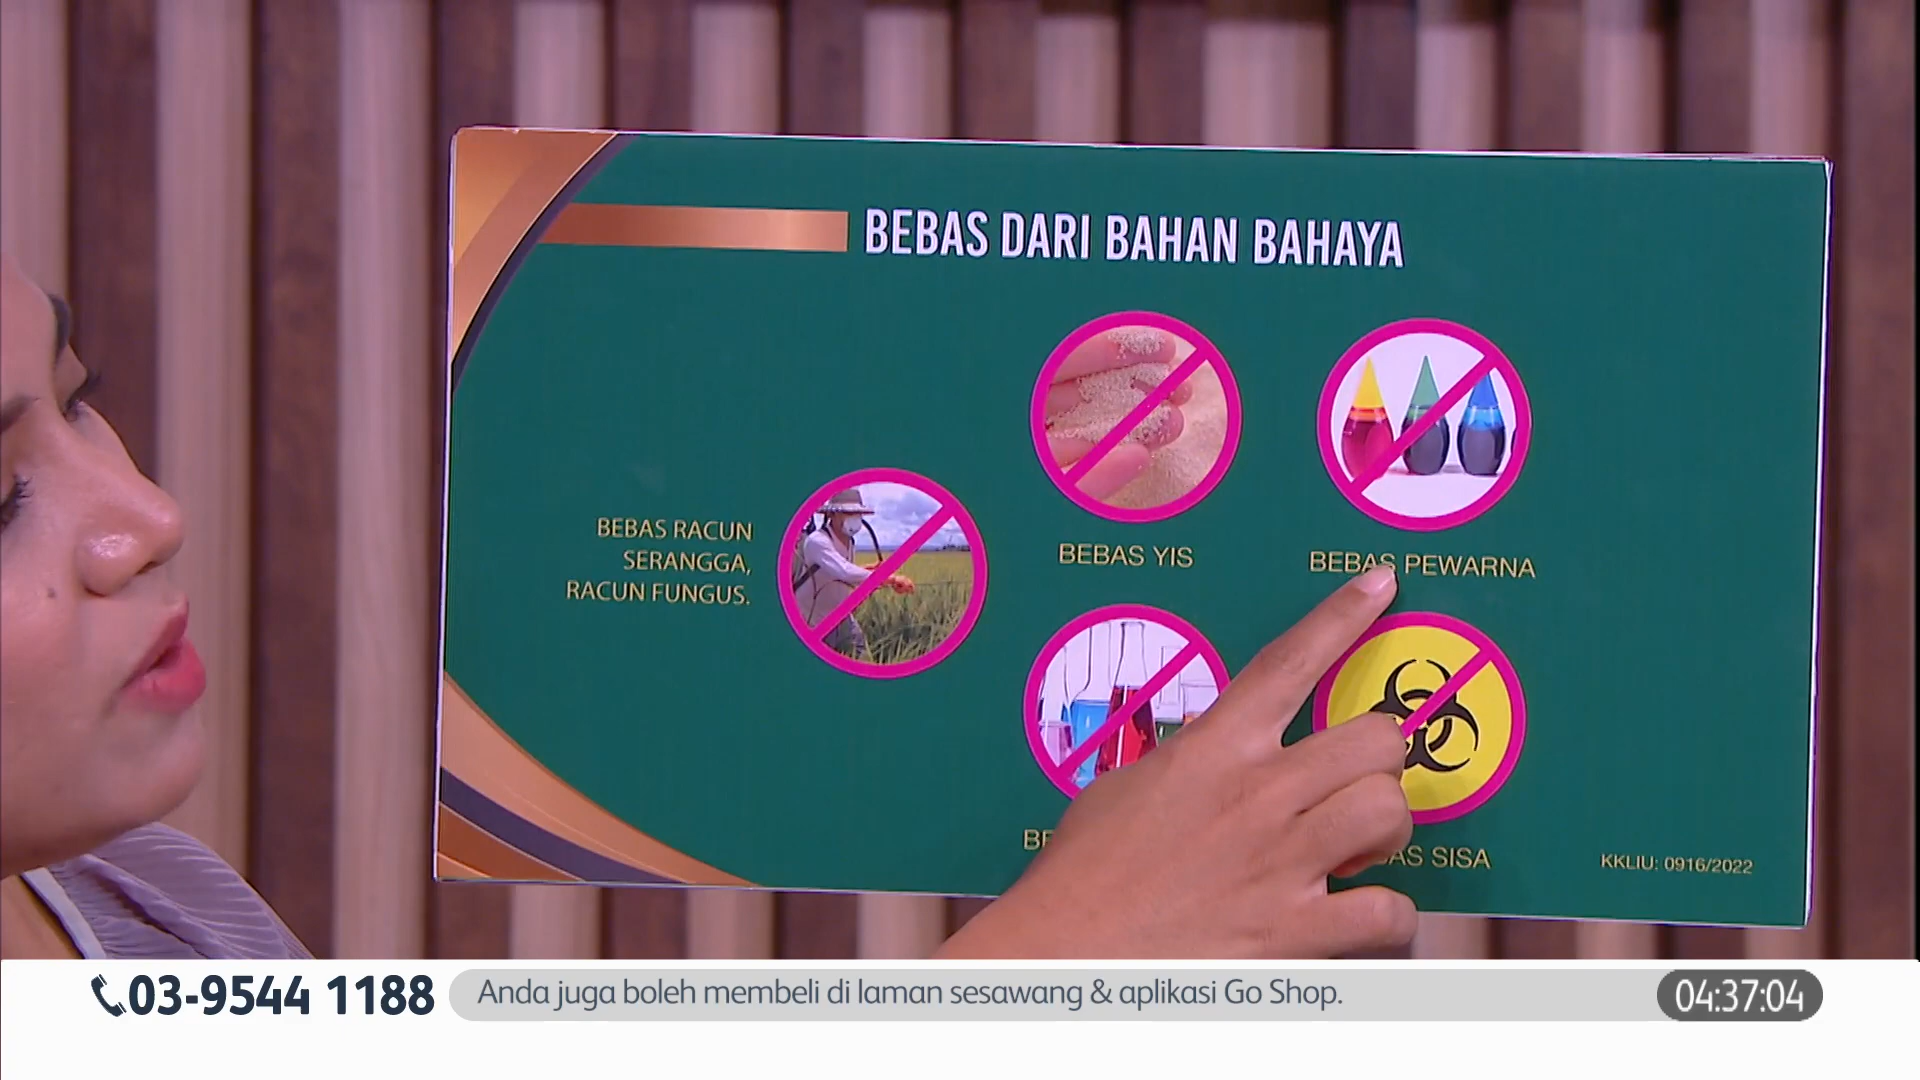 BEBAS DARI BAHAN BAHAYA
BEBAS RACUN
SERANGGA,
RACUN FUNGUS.
BEBAS YIS
BEBAS PEWARNA
SISA
KKLIU: 0916/2022
03-9544 1188
Anda juga boleh membeli di laman sesawang & aplikasi Go Shop.
04:37:04